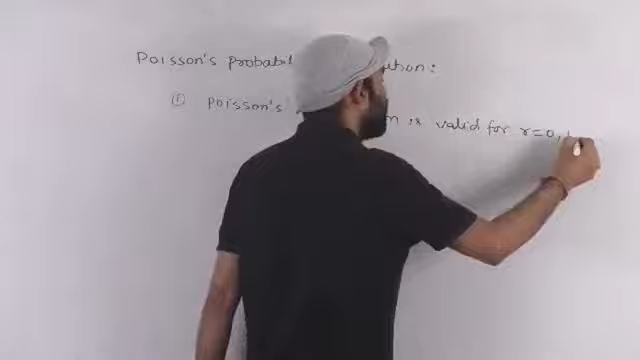 Poisson's Probabil ution:
(i) Poisson's n is valid for r=0, 1